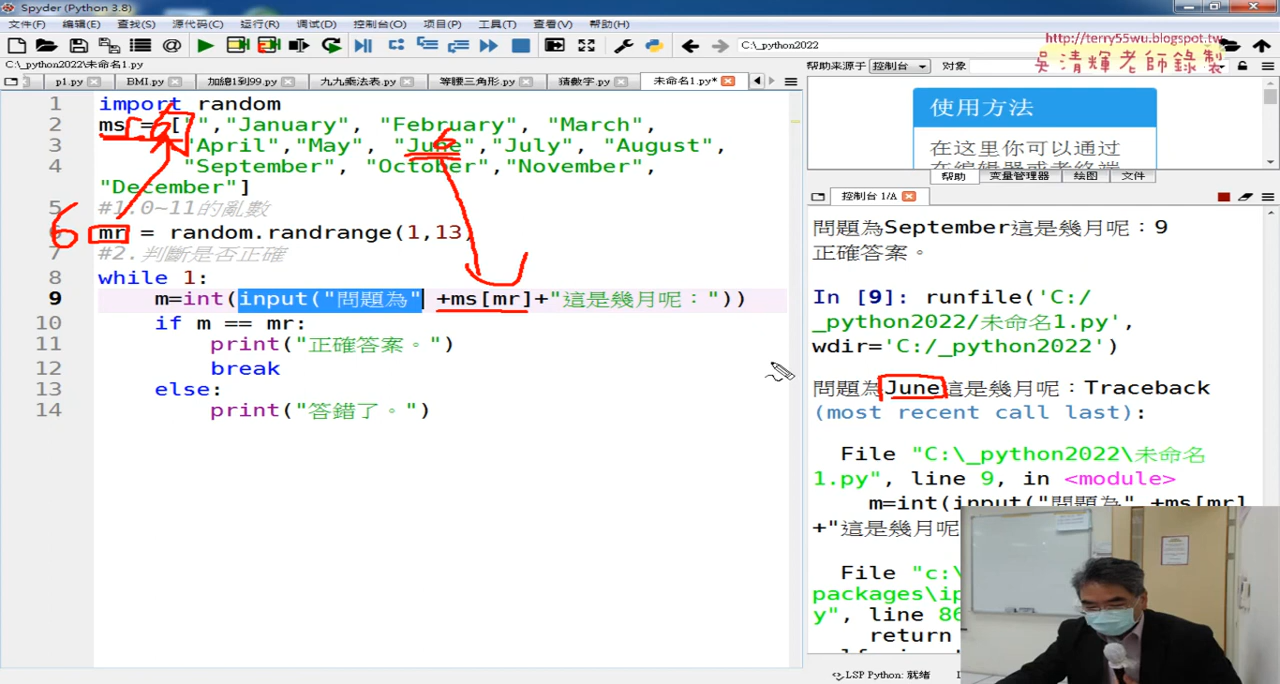 Spyder (Python 3.8)
文件(F) 编辑(E) 查找(S) 源代码(C) 运行(R) 调试(D) 控制台(O) 项目(P) 工具(T) 查看(V) 帮助(H)
C:\_python2022
http://terry55wu.blogspot.tw
吳清輝老師錄製
C:\_python2022\未命名1.py
p1.py BMI.py 加總1到99.py 九九乘法表.py 等腰三角形.py 猜數字.py 未命名1.py*
帮助来源于 控制台 对象
使用方法
在这里你可以通过
帮助 变量管理器 绘图 文件
控制台 1/A
1 import random
2 ms = ["","January", "February", "March",
3 "April","May", "June","July", "August",
4 "September", "October","November",
"December"]
5 #1.0~11的亂數
6 mr = random.randrange(1,13)
7 #2.判斷是否正確
8 while 1:
9 m=int(input("問題為" +ms[mr]+"這是幾月呢："))
10 if m == mr:
11 print("正確答案。")
12 break
13 else:
14 print("答錯了。")
6
6
6
問題為September這是幾月呢：9
正確答案。
In [9]: runfile('C:/
_python2022/未命名1.py',
wdir='C:/_python2022')
問題為June這是幾月呢：Traceback
(most recent call last):
File "C:\_python2022\未命名
1.py", line 9, in <module>
m=int(input("問題為" +ms[mr]
+"這是幾月呢
File "c:\
packages\ip
y", line 86
return
LSP Python: 就绪